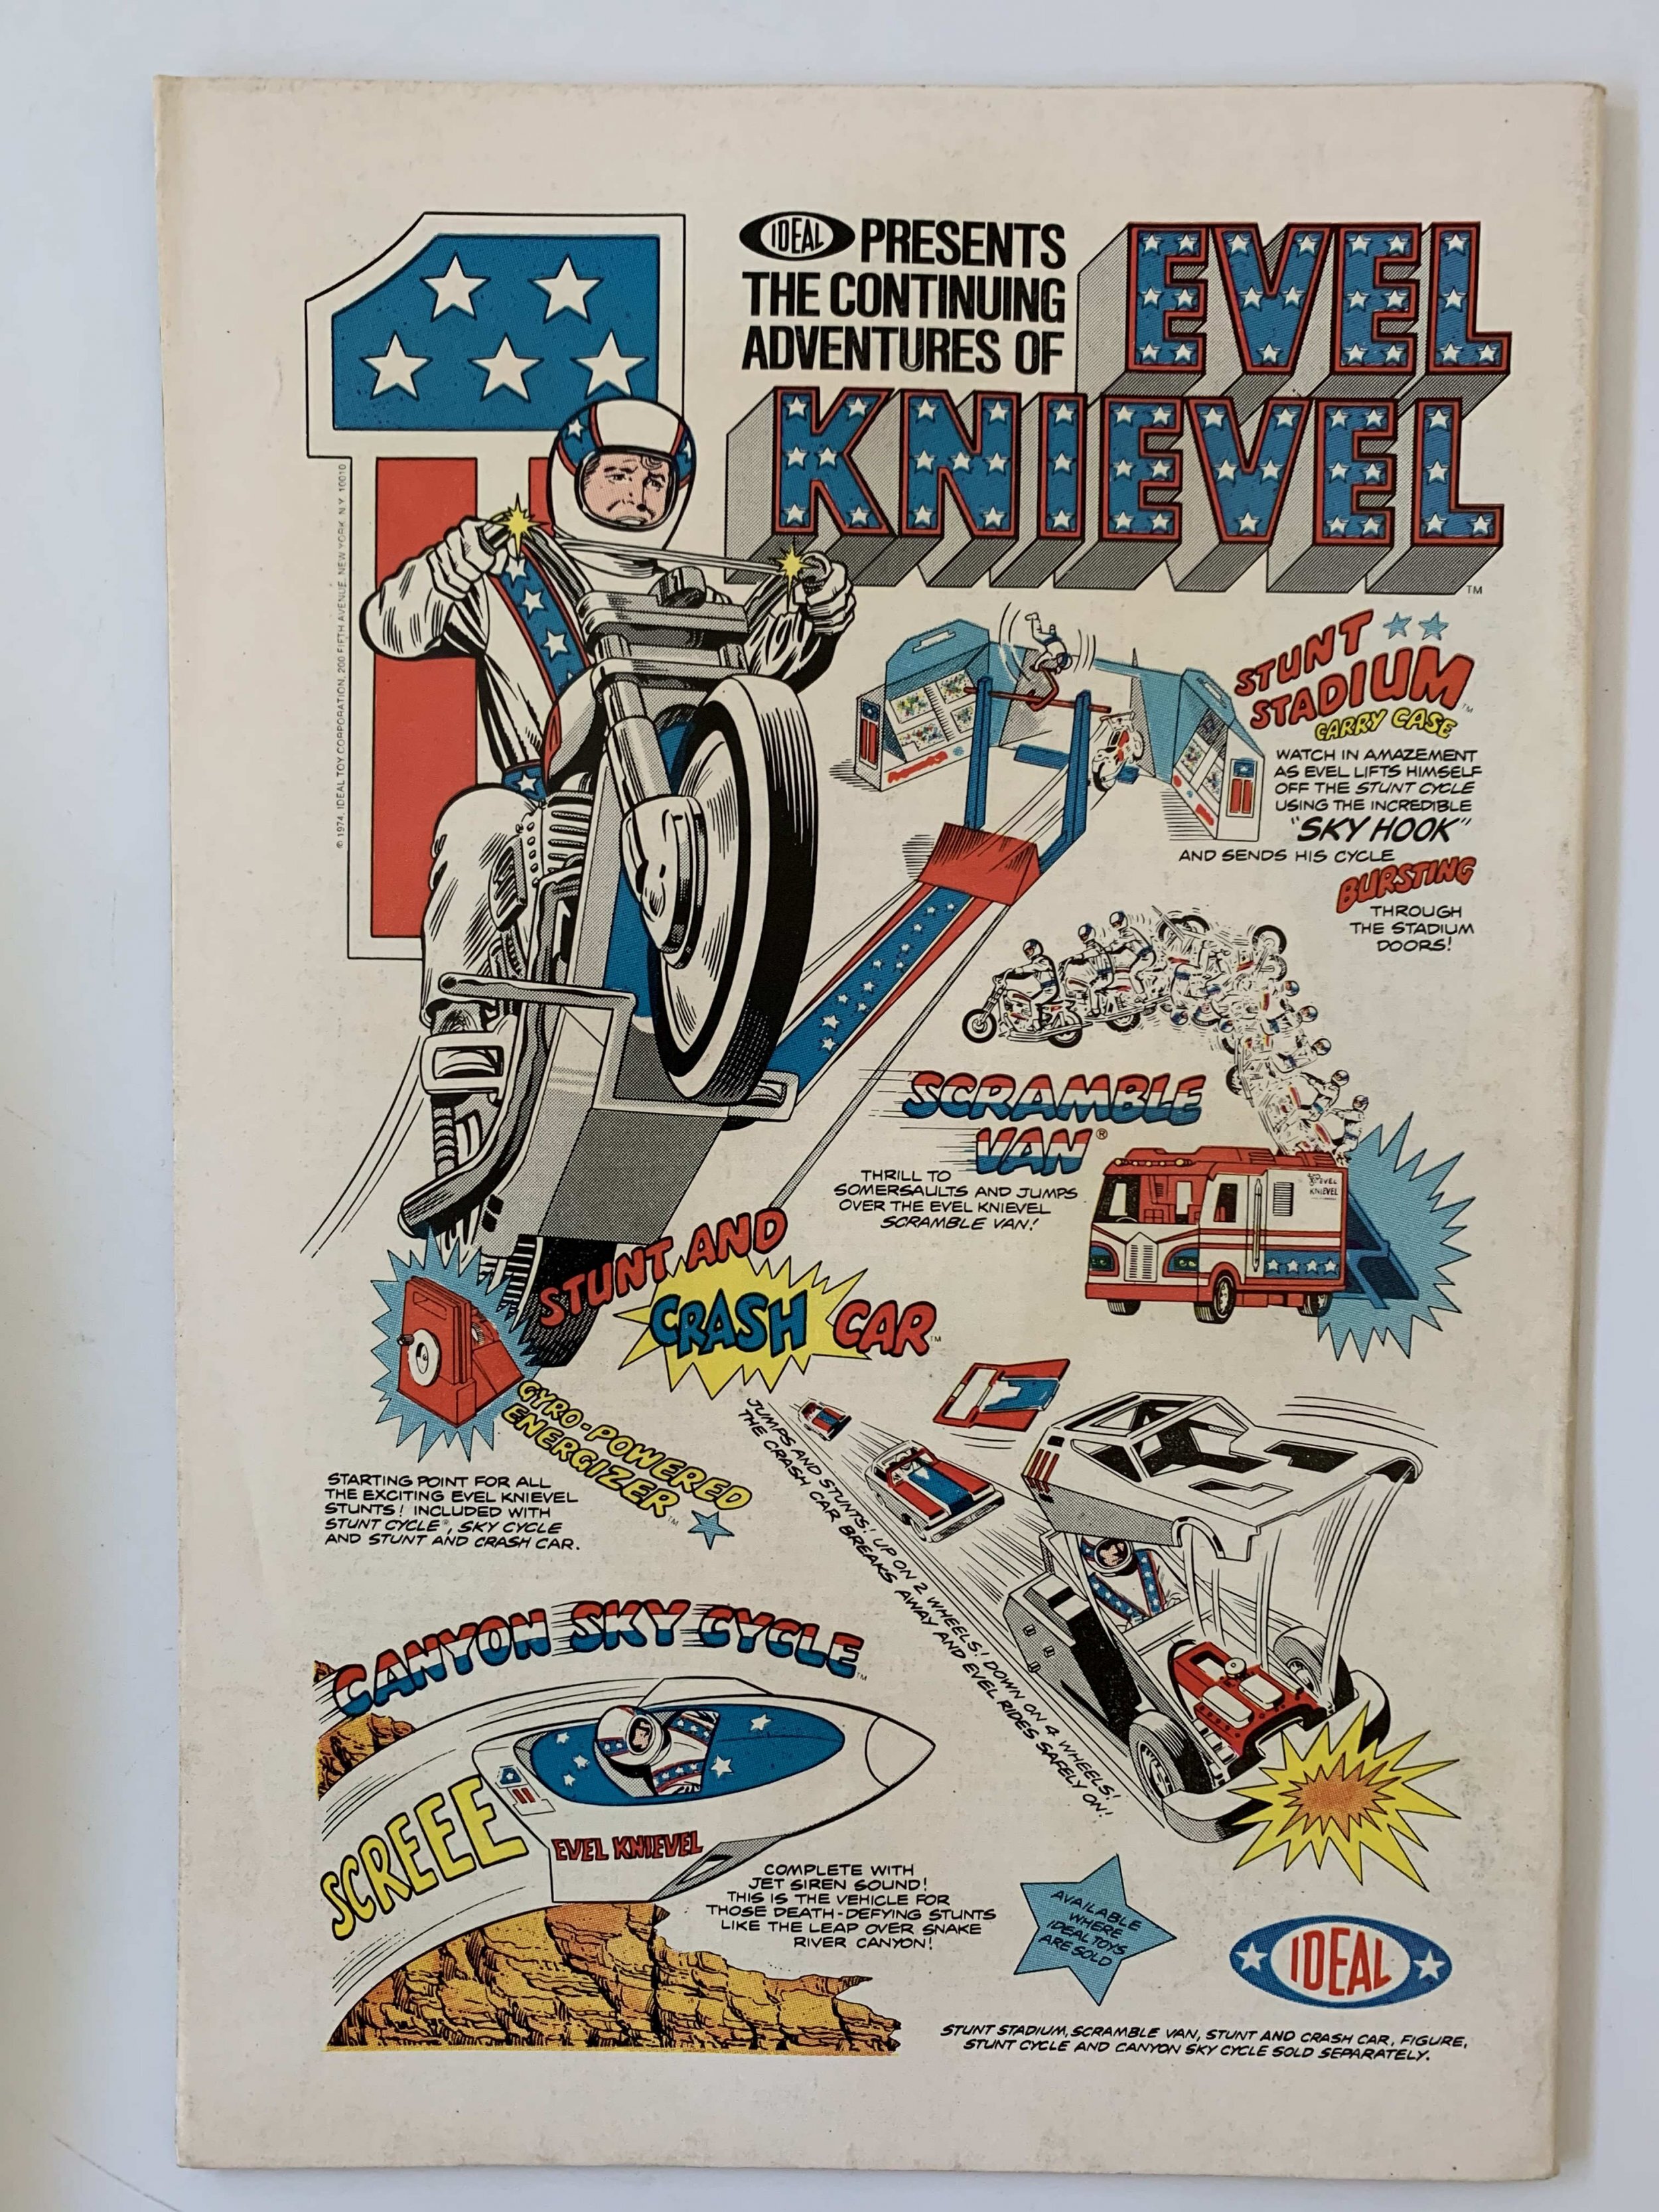 IDEAL PRESENTS
THE CONTINUING
ADVENTURES OF
EVEL
KNIEVEL
TM
© 1974, IDEAL TOY CORPORATION, 200 FIFTH AVENUE, NEW YORK, N.Y. 10010
STUNT
STADIUM
TM
CARRY CASE
WATCH IN AMAZEMENT
AS EVEL LIFTS HIMSELF
OFF THE STUNT CYCLE
USING THE INCREDIBLE
"SKY HOOK"
AND SENDS HIS CYCLE
BURSTING
THROUGH
THE STADIUM
DOORS!
SCRAMBLE
VAN®
THRILL TO
SOMERSAULTS AND JUMPS
OVER THE EVEL KNIEVEL
SCRAMBLE VAN!
EVEL
KNIEVEL
STUNT AND
CRASH CAR™
GYRO-POWERED
ENERGIZER™
STARTING POINT FOR ALL
THE EXCITING EVEL KNIEVEL
STUNTS! INCLUDED WITH
STUNT CYCLE®, SKY CYCLE
AND STUNT AND CRASH CAR.
JUMPS AND STUNTS! UP ON 2 WHEELS! DOWN ON 4 WHEELS!
THE CRASH CAR BREAKS AWAY AND EVEL RIDES SAFELY ON!
CANYON SKY CYCLE™
SCREEE
EVEL KNIEVEL
COMPLETE WITH
JET SIREN SOUND!
THIS IS THE VEHICLE FOR
THOSE DEATH-DEFYING STUNTS
LIKE THE LEAP OVER SNAKE
RIVER CANYON!
AVAILABLE
WHERE
IDEAL TOYS
ARE SOLD
IDEAL
STUNT STADIUM, SCRAMBLE VAN, STUNT AND CRASH CAR, FIGURE,
STUNT CYCLE AND CANYON SKY CYCLE SOLD SEPARATELY.